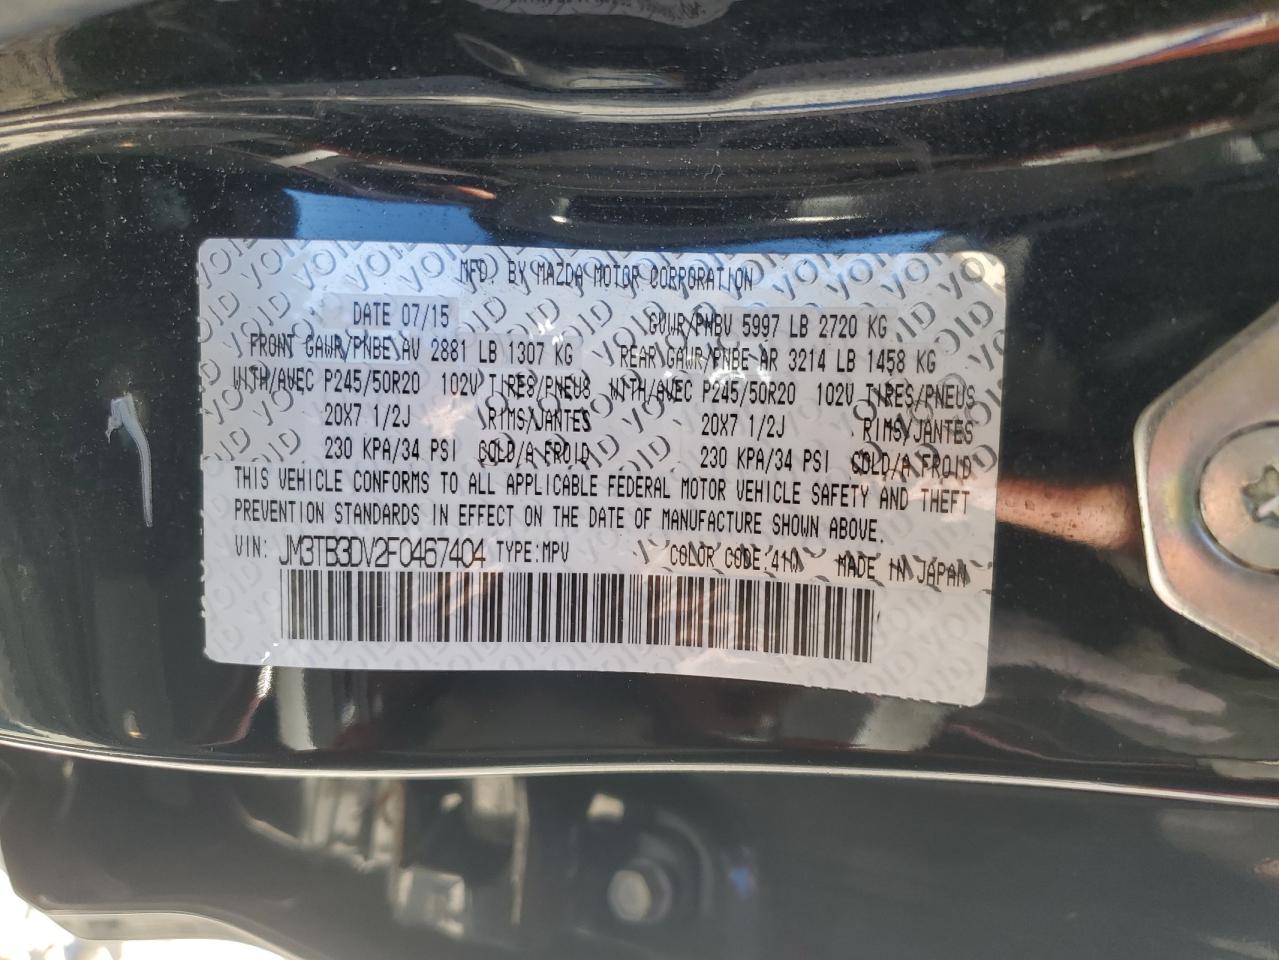 MFD. BY MAZDA MOTOR CORPORATION
DATE 07/15 GVWR/PNBV 5997 LB 2720 KG
FRONT GAWR/PNBE AV 2881 LB 1307 KG REAR GAWR/PNBE AR 3214 LB 1458 KG
WITH/AVEC P245/50R20 102V TIRES/PNEUS WITH/AVEC P245/50R20 102V TIRES/PNEUS
20X7 1/2J RIMS/JANTES 20X7 1/2J RIMS/JANTES
230 KPA/34 PSI COLD/A FROID 230 KPA/34 PSI COLD/A FROID
THIS VEHICLE CONFORMS TO ALL APPLICABLE FEDERAL MOTOR VEHICLE SAFETY AND THEFT
PREVENTION STANDARDS IN EFFECT ON THE DATE OF MANUFACTURE SHOWN ABOVE.
VIN: JM3TB3DV2F0467404 TYPE:MPV COLOR CODE:41W MADE IN JAPAN